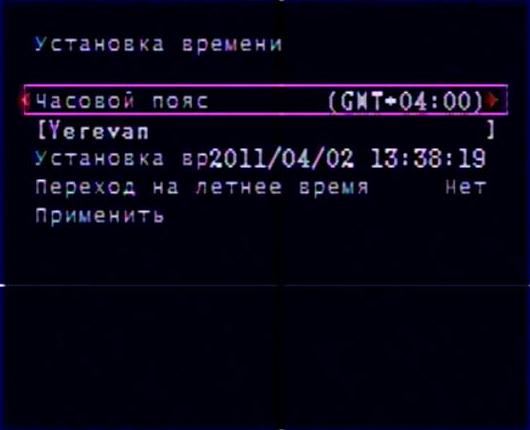 Установка времени
Часовой пояс (GMT+04:00)
[Yerevan ]
Установка вр2011/04/02 13:38:19
Переход на летнее время Нет
Применить